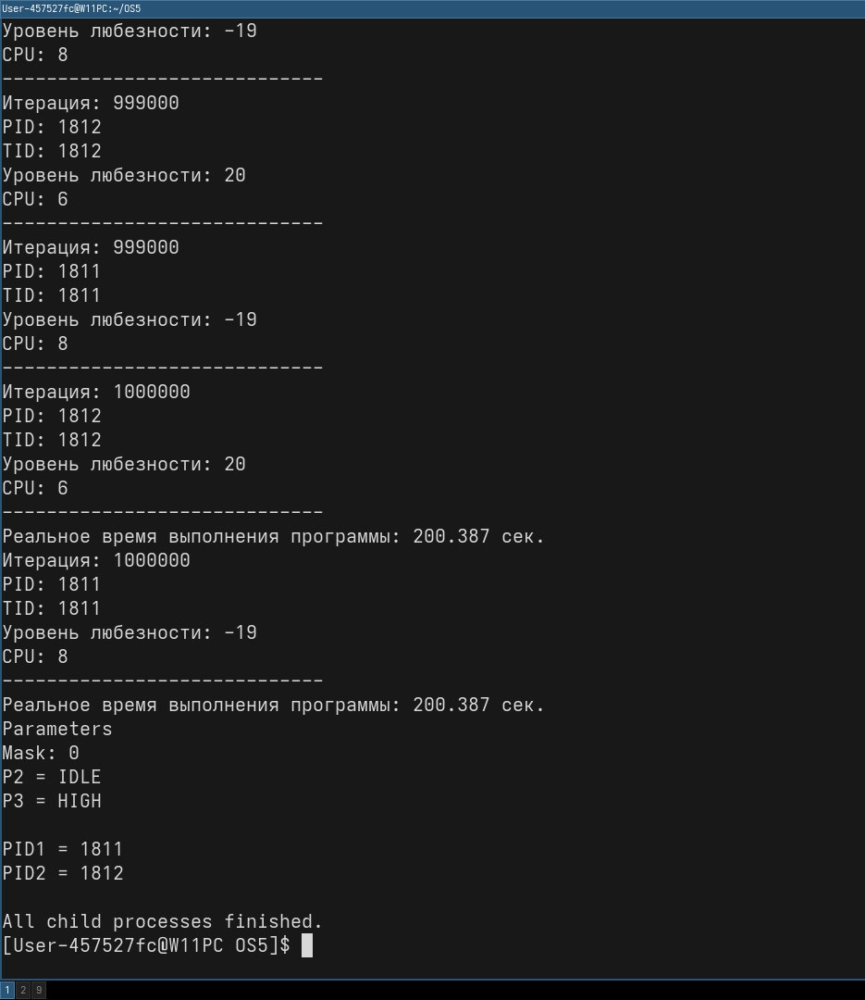 User-457527fc@W11PC:~/OS5
Уровень любезности: -19
CPU: 8
-----------------------------
Итерация: 999000
PID: 1812
TID: 1812
Уровень любезности: 20
CPU: 6
-----------------------------
Итерация: 999000
PID: 1811
TID: 1811
Уровень любезности: -19
CPU: 8
-----------------------------
Итерация: 1000000
PID: 1812
TID: 1812
Уровень любезности: 20
CPU: 6
-----------------------------
Реальное время выполнения программы: 200.387 сек.
Итерация: 1000000
PID: 1811
TID: 1811
Уровень любезности: -19
CPU: 8
-----------------------------
Реальное время выполнения программы: 200.387 сек.
Parameters
Mask: 0
P2 = IDLE
P3 = HIGH
PID1 = 1811
PID2 = 1812
All child processes finished.
[User-457527fc@W11PC OS5]$
1 2 9